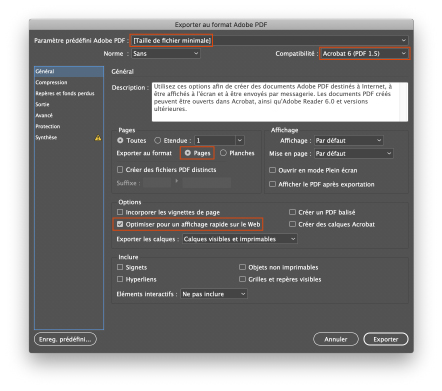 Exporter au format Adobe PDF
Paramètre prédéfini Adobe PDF : [Taille de fichier minimale]
Norme : Sans Compatibilité : Acrobat 6 (PDF 1.5)
Général
Compression
Repères et fonds perdus
Sortie
Avancé
Protection
Synthèse
Général
Description : Utilisez ces options afin de créer des documents Adobe PDF destinés à Internet, à
être affichés à l'écran et à être envoyés par messagerie. Les documents PDF créés
peuvent être ouverts dans Acrobat, ainsi qu'Adobe Reader 6.0 et versions
ultérieures.
Pages
Toutes Etendue : 1
Exporter au format Pages Planches
Créer des fichiers PDF distincts
Suffixe : *
Affichage
Affichage : Par défaut
Mise en page : Par défaut
Ouvrir en mode Plein écran
Afficher le PDF après exportation
Options
Incorporer les vignettes de page Créer un PDF balisé
Optimiser pour un affichage rapide sur le Web Créer des calques Acrobat
Exporter les calques : Calques visibles et imprimables
Inclure
Signets Objets non imprimables
Hyperliens Grilles et repères visibles
Eléments interactifs : Ne pas inclure
Enreg. prédéfini... Annuler Exporter